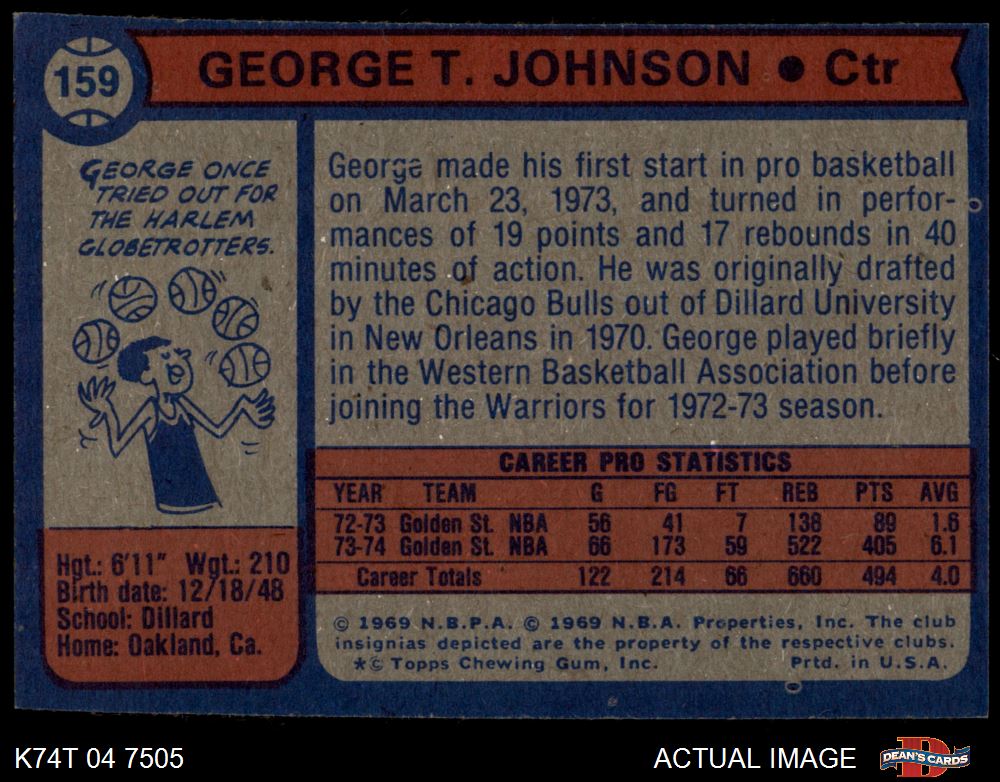 159
GEORGE T. JOHNSON • Ctr
GEORGE ONCE
TRIED OUT FOR
THE HARLEM
GLOBETROTTERS.
George made his first start in pro basketball
on March 23, 1973, and turned in perfor-
mances of 19 points and 17 rebounds in 40
minutes of action. He was originally drafted
by the Chicago Bulls out of Dillard University
in New Orleans in 1970. George played briefly
in the Western Basketball Association before
joining the Warriors for 1972-73 season.
Hgt.: 6'11" Wgt.: 210
Birth date: 12/18/48
School: Dillard
Home: Oakland, Ca.
CAREER PRO STATISTICS
YEAR TEAM G FG FT REB PTS AVG
72-73 Golden St. NBA 56 41 7 138 89 1.6
73-74 Golden St. NBA 66 173 59 522 405 6.1
Career Totals 122 214 66 660 494 4.0
© 1969 N.B.P.A. © 1969 N.B.A. Properties, Inc. The club
insignias depicted are the property of the respective clubs.
*© Topps Chewing Gum, Inc. Prtd. in U.S.A.
K74T 04 7505
ACTUAL IMAGE
DEAN'S CARDS